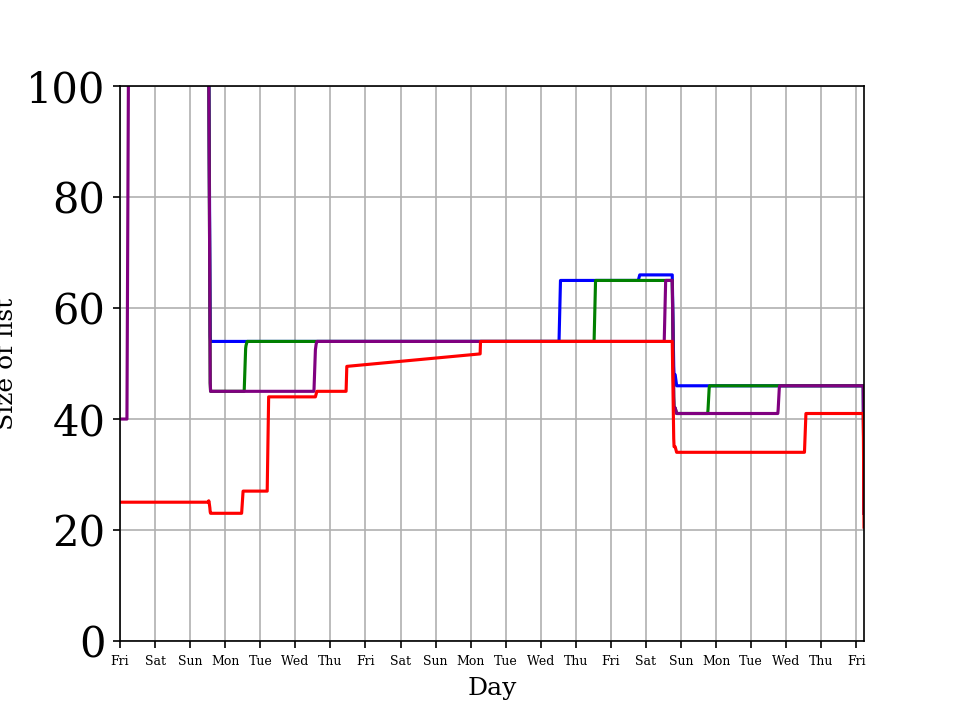 100
80
60
40
20
0
Size of list
Fri Sat Sun Mon Tue Wed Thu Fri Sat Sun Mon Tue Wed Thu Fri Sat Sun Mon Tue Wed Thu Fri
Day